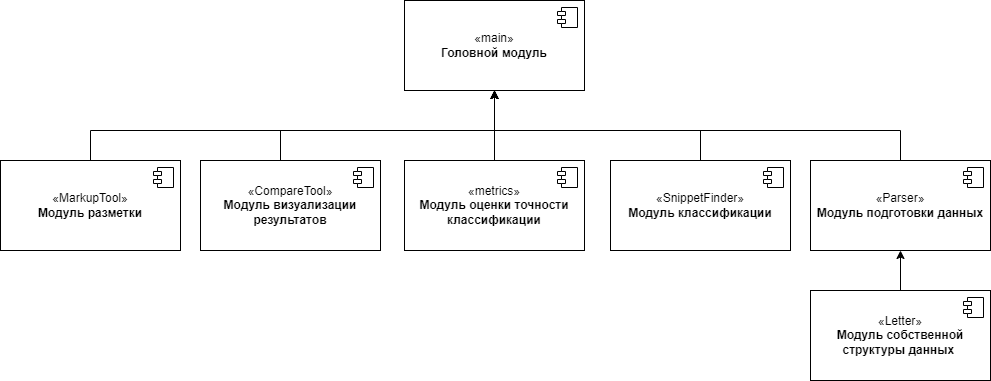 «main»
Головной модуль
«MarkupTool»
Модуль разметки
«CompareTool»
Модуль визуализации
результатов
«metrics»
Модуль оценки точности
классификации
«SnippetFinder»
Модуль классификации
«Parser»
Модуль подготовки данных
«Letter»
Модуль собственной
структуры данных